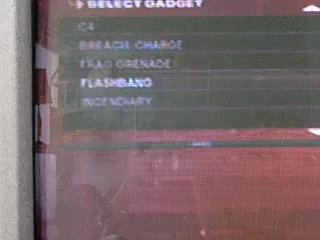 SELECT GADGET
C4
BREACH CHARGE
FRAG GRENADE
FLASHBANG
INCENDIARY